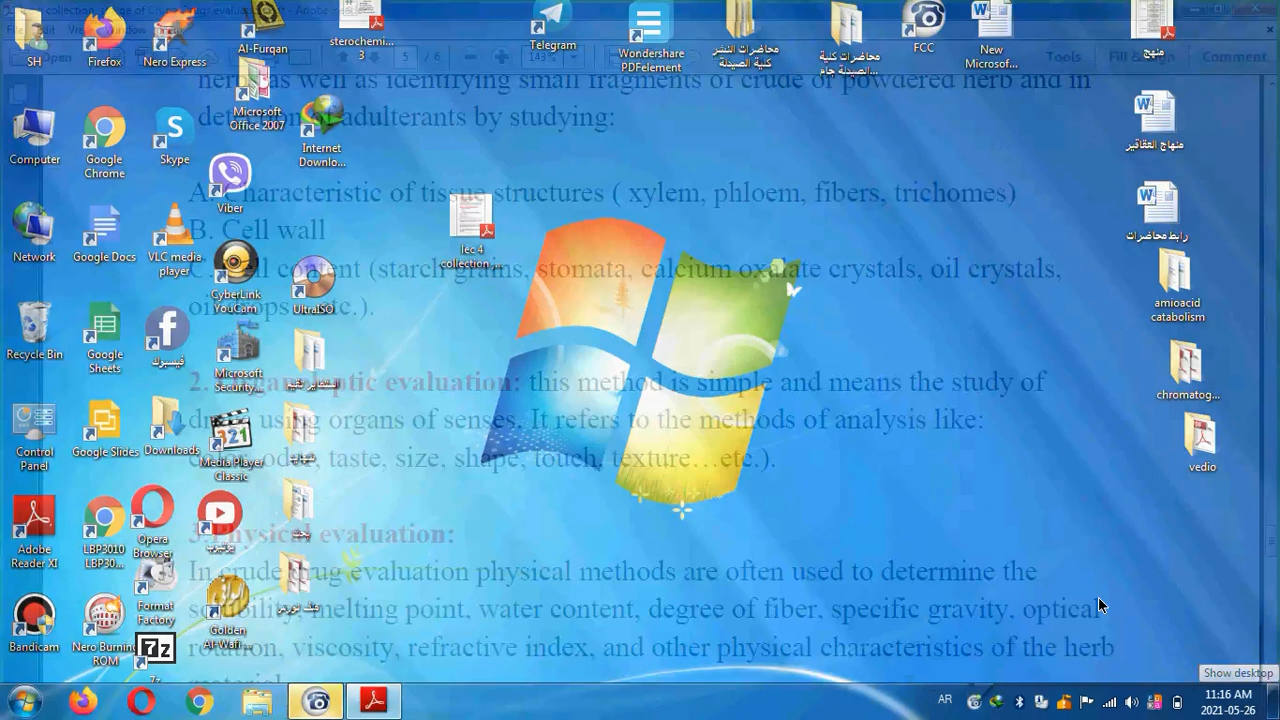 SH
Firefox
Nero Express
Al-Furqan
sterochemi...
3
Telegram
Wondershare
PDFelement
محاضرات النشر
كلية الصيدلة
محاضرات كلية
الصيدلة جام...
FCC
New
Microsof...
منهج
5 / 6
143%
Tools
Comment
as well as identifying small fragments of crude or powdered herb and in
of adulterants by studying:
Microsoft
Office 2007
Internet
Downlo...
Computer
Google
Chrome
Skype
Viber
منهاج العقاقير
Characteristic of tissue structures ( xylem, phloem, fibers, trichomes)
B. Cell wall
lec 4
collection ...
رابط محاضرات
Network
Google Docs
VLC media
player
CyberLink
YouCam
UltraISO
content (starch grains, stomata, calcium oxalate crystals, oil crystals,
etc.).
amioacid
catabolism
Recycle Bin
Google
Sheets
فيسبوك
Microsoft
Security...
2. evaluation: this method is simple and means the study of
using organs of senses. It refers to the methods of analysis like:
taste, size, shape, touch, texture…etc.).
chromatog...
Control
Panel
Google Slides
Downloads
Media Player
Classic
vedio
3.Physical evaluation:
In crude drug evaluation physical methods are often used to determine the
solubility, melting point, water content, degree of fiber, specific gravity, optical
rotation, viscosity, refractive index, and other physical characteristics of the herb
material
Adobe
Reader XI
LBP3010
LBP30...
Opera
Browser
يوتيوب
بحث
Format
Factory
Golden
Al-Wafi...
Bandicam
Nero Burning
ROM
7z
Show desktop
AR
11:16 AM
2021-05-26